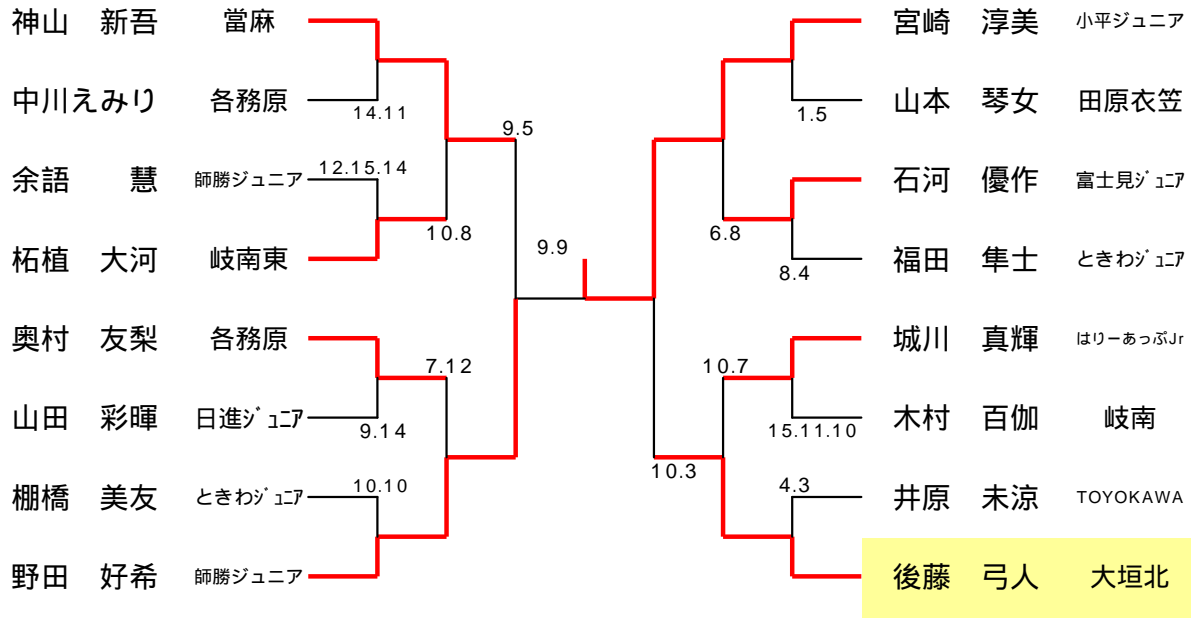 神山　新吾　當麻
中川えみり　各務原
14.11
余語　　慧　師勝ジュニア
12.15.14
柘植　大河　岐南東
10.8
9.5
奥村　友梨　各務原
7.12
山田　彩暉　日進ｼﾞｭﾆｱ
9.14
棚橋　美友　ときわｼﾞｭﾆｱ
10.10
野田　好希　師勝ジュニア
9.9
宮崎　淳美　小平ジュニア
山本　琴女　田原衣笠
1.5
石河　優作　富士見ｼﾞｭﾆｱ
6.8
福田　隼士　ときわｼﾞｭﾆｱ
8.4
城川　真輝　はりーあっぷJr
10.7
木村　百伽　岐南
15.11.10
10.3
井原　未涼　TOYOKAWA
4.3
後藤　弓人　大垣北